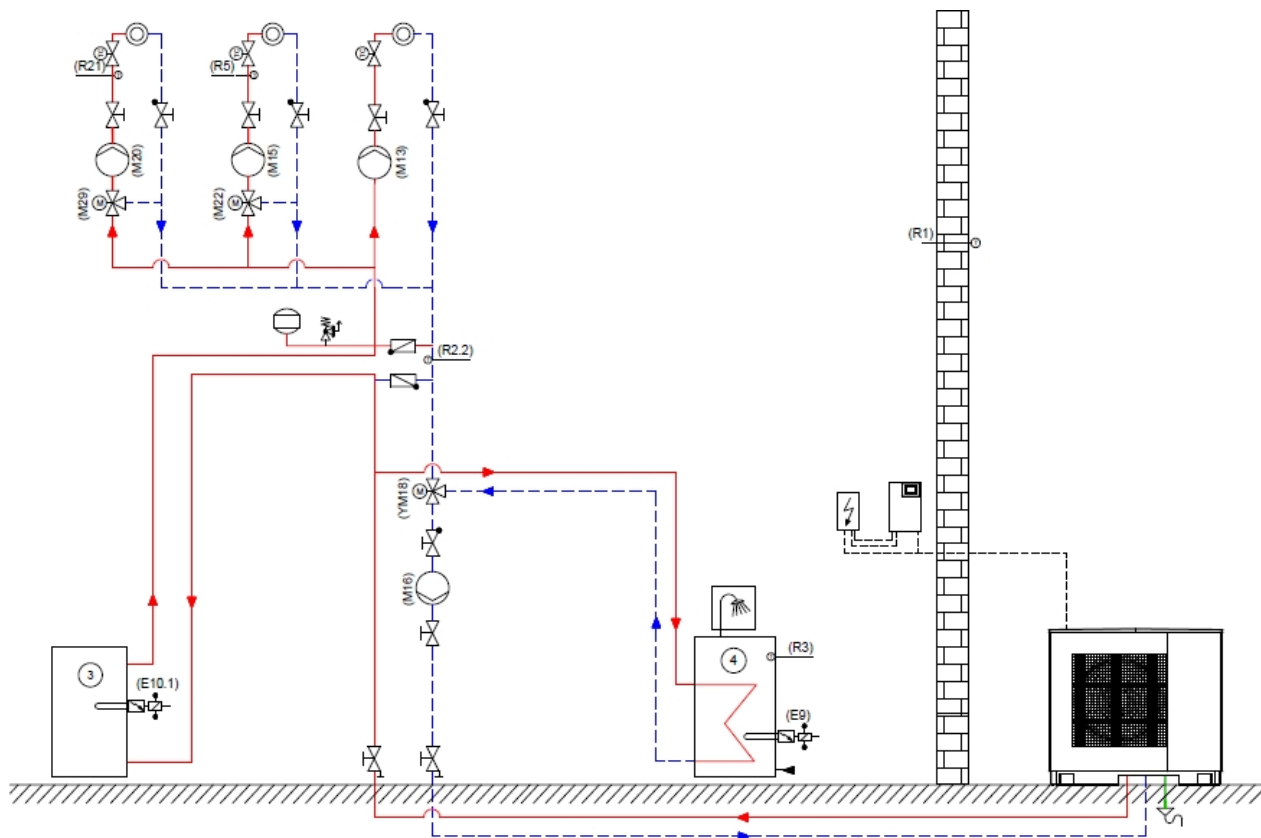 (R21)
(R5)
(M20)
(M15)
(M13)
(M29)
M
(M22)
M
(R1)
(R2.2)
(YM18)
M
(M16)
3
(E10.1)
4
(R3)
(E9)